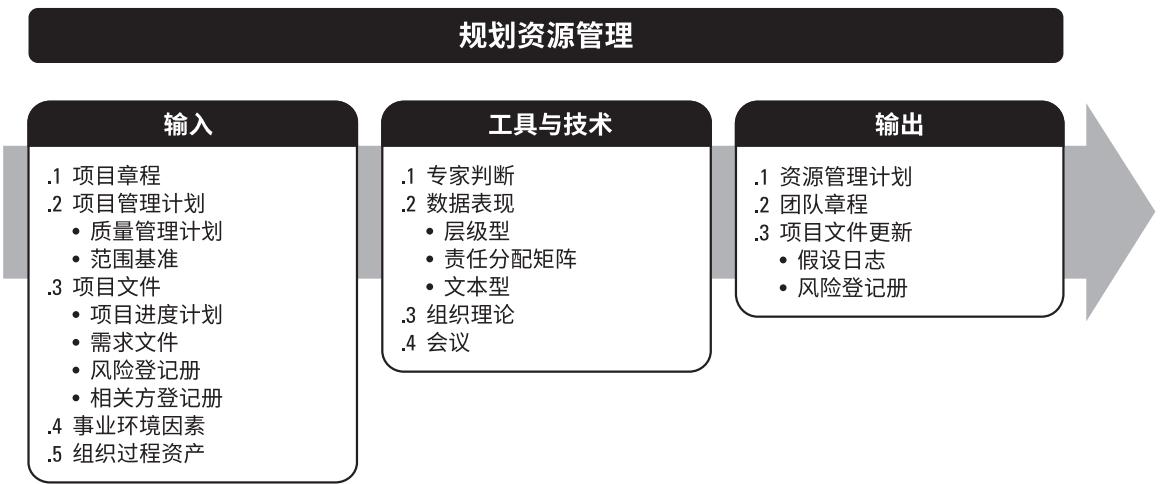 规划资源管理
输入
.1 项目章程
.2 项目管理计划
• 质量管理计划
• 范围基准
.3 项目文件
• 项目进度计划
• 需求文件
• 风险登记册
• 相关方登记册
.4 事业环境因素
.5 组织过程资产
工具与技术
.1 专家判断
.2 数据表现
• 层级型
• 责任分配矩阵
• 文本型
.3 组织理论
.4 会议
输出
.1 资源管理计划
.2 团队章程
.3 项目文件更新
• 假设日志
• 风险登记册